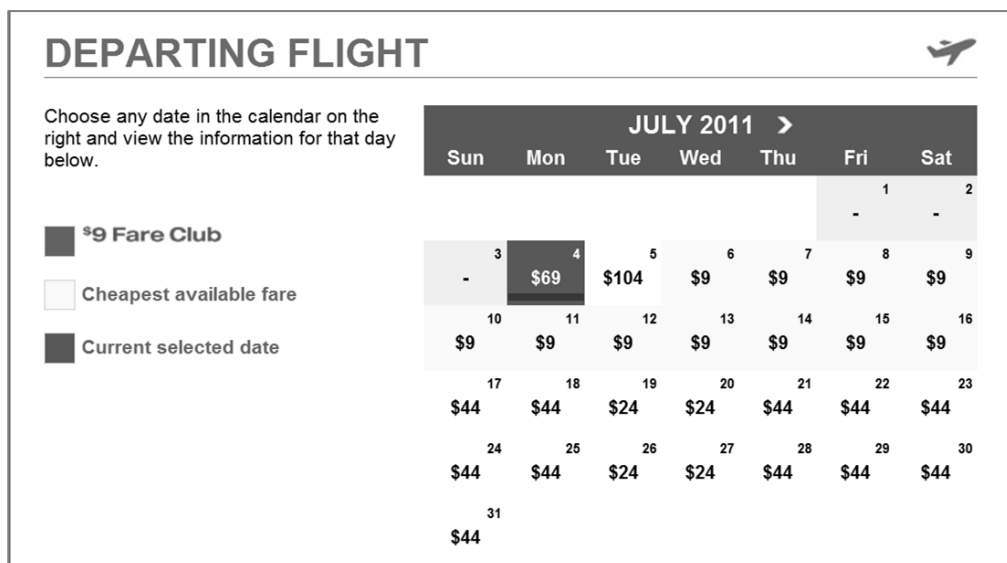 DEPARTING FLIGHT
Choose any date in the calendar on the
right and view the information for that day
below.
$9 Fare Club
Cheapest available fare
Current selected date
JULY 2011 >
Sun Mon Tue Wed Thu Fri Sat
1 2
- -
3 4 5 6 7 8 9
- $69 $104 $9 $9 $9 $9
10 11 12 13 14 15 16
$9 $9 $9 $9 $9 $9 $9
17 18 19 20 21 22 23
$44 $44 $24 $24 $44 $44 $44
24 25 26 27 28 29 30
$44 $44 $24 $24 $44 $44 $44
31
$44